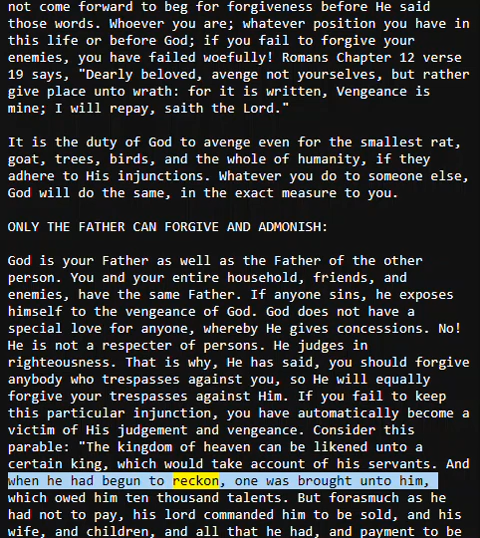 not come forward to beg for forgiveness before He said
those words. Whoever you are; whatever position you have in
this life or before God; if you fail to forgive your
enemies, you have failed woefully! Romans Chapter 12 verse
19 says, "Dearly beloved, avenge not yourselves, but rather
give place unto wrath: for it is written, Vengeance is
mine; I will repay, saith the Lord."
It is the duty of God to avenge even for the smallest rat,
goat, trees, birds, and the whole of humanity, if they
adhere to His injunctions. Whatever you do to someone else,
God will do the same, in the exact measure to you.
ONLY THE FATHER CAN FORGIVE AND ADMONISH:
God is your Father as well as the Father of the other
person. You and your entire household, friends, and
enemies, have the same Father. If anyone sins, he exposes
himself to the vengeance of God. God does not have a
special love for anyone, whereby He gives concessions. No!
He is not a respecter of persons. He judges in
righteousness. That is why, He has said, you should forgive
anybody who trespasses against you, so He will equally
forgive your trespasses against Him. If you fail to keep
this particular injunction, you have automatically become a
victim of His judgement and vengeance. Consider this
parable: "The kingdom of heaven can be likened unto a
certain king, which would take account of his servants. And
when he had begun to reckon, one was brought unto him,
which owed him ten thousand talents. But forasmuch as he
had not to pay, his lord commanded him to be sold, and his
wife, and children, and all that he had, and payment to be